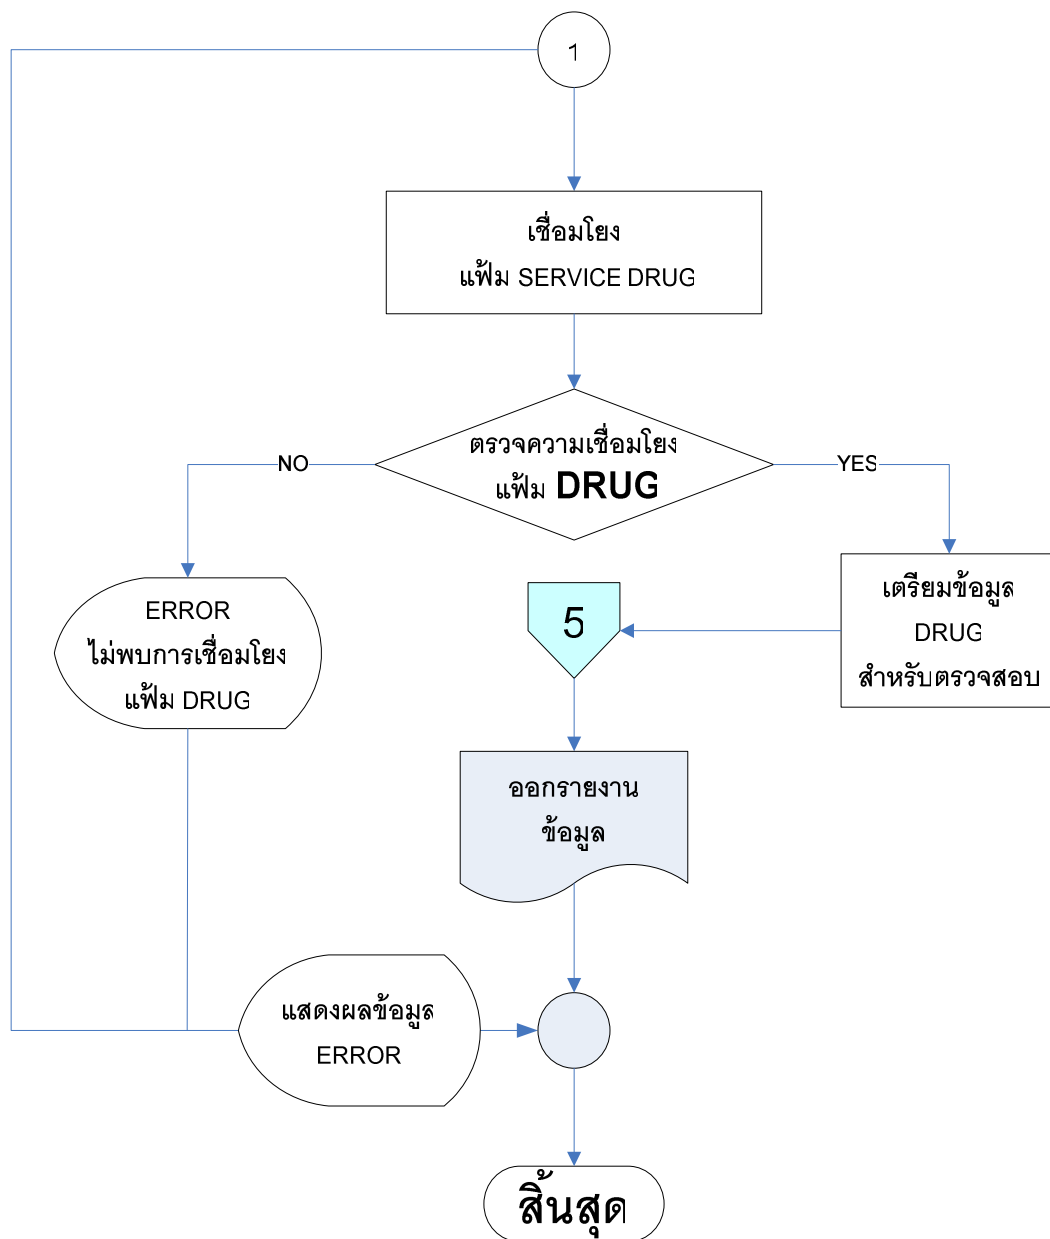 1
เชื่อมโยง
แฟ้ม SERVICE DRUG
ตรวจความเชื่อมโยง
แฟ้ม DRUG
NO
YES
ERROR
ไม่พบการเชื่อมโยง
แฟ้ม DRUG
5
เตรียมข้อมูล
DRUG
สำหรับตรวจสอบ
ออกรายงาน
ข้อมูล
แสดงผลข้อมูล
ERROR
สิ้นสุด